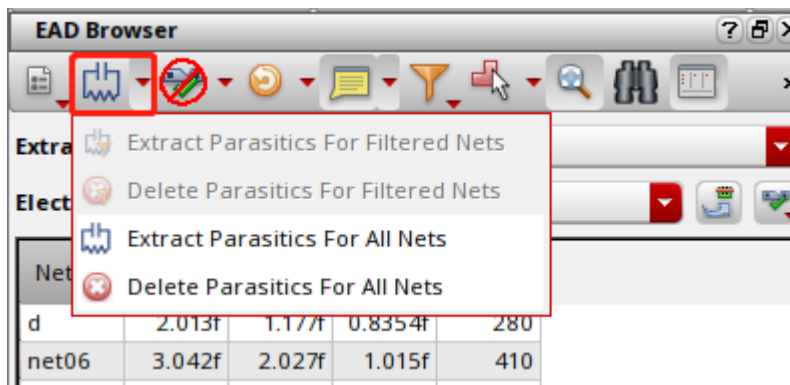 EAD Browser
Extra
Extract Parasitics For Filtered Nets
Delete Parasitics For Filtered Nets
Elect
Extract Parasitics For All Nets
Net
Delete Parasitics For All Nets
d 2.013f 1.177f 0.8354f 280
net06 3.042f 2.027f 1.015f 410